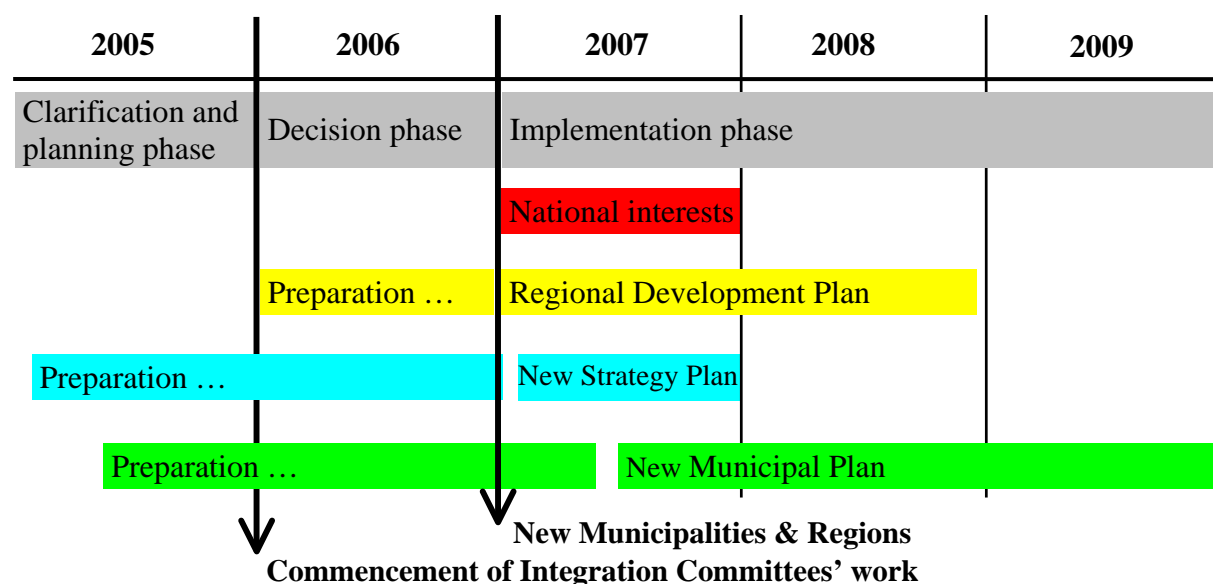 2005 2006 2007 2008 2009
Clarification and
planning phase
Decision phase
Implementation phase
National interests
Preparation …
Regional Development Plan
Preparation …
New Strategy Plan
Preparation …
New Municipal Plan
New Municipalities & Regions
Commencement of Integration Committees’ work